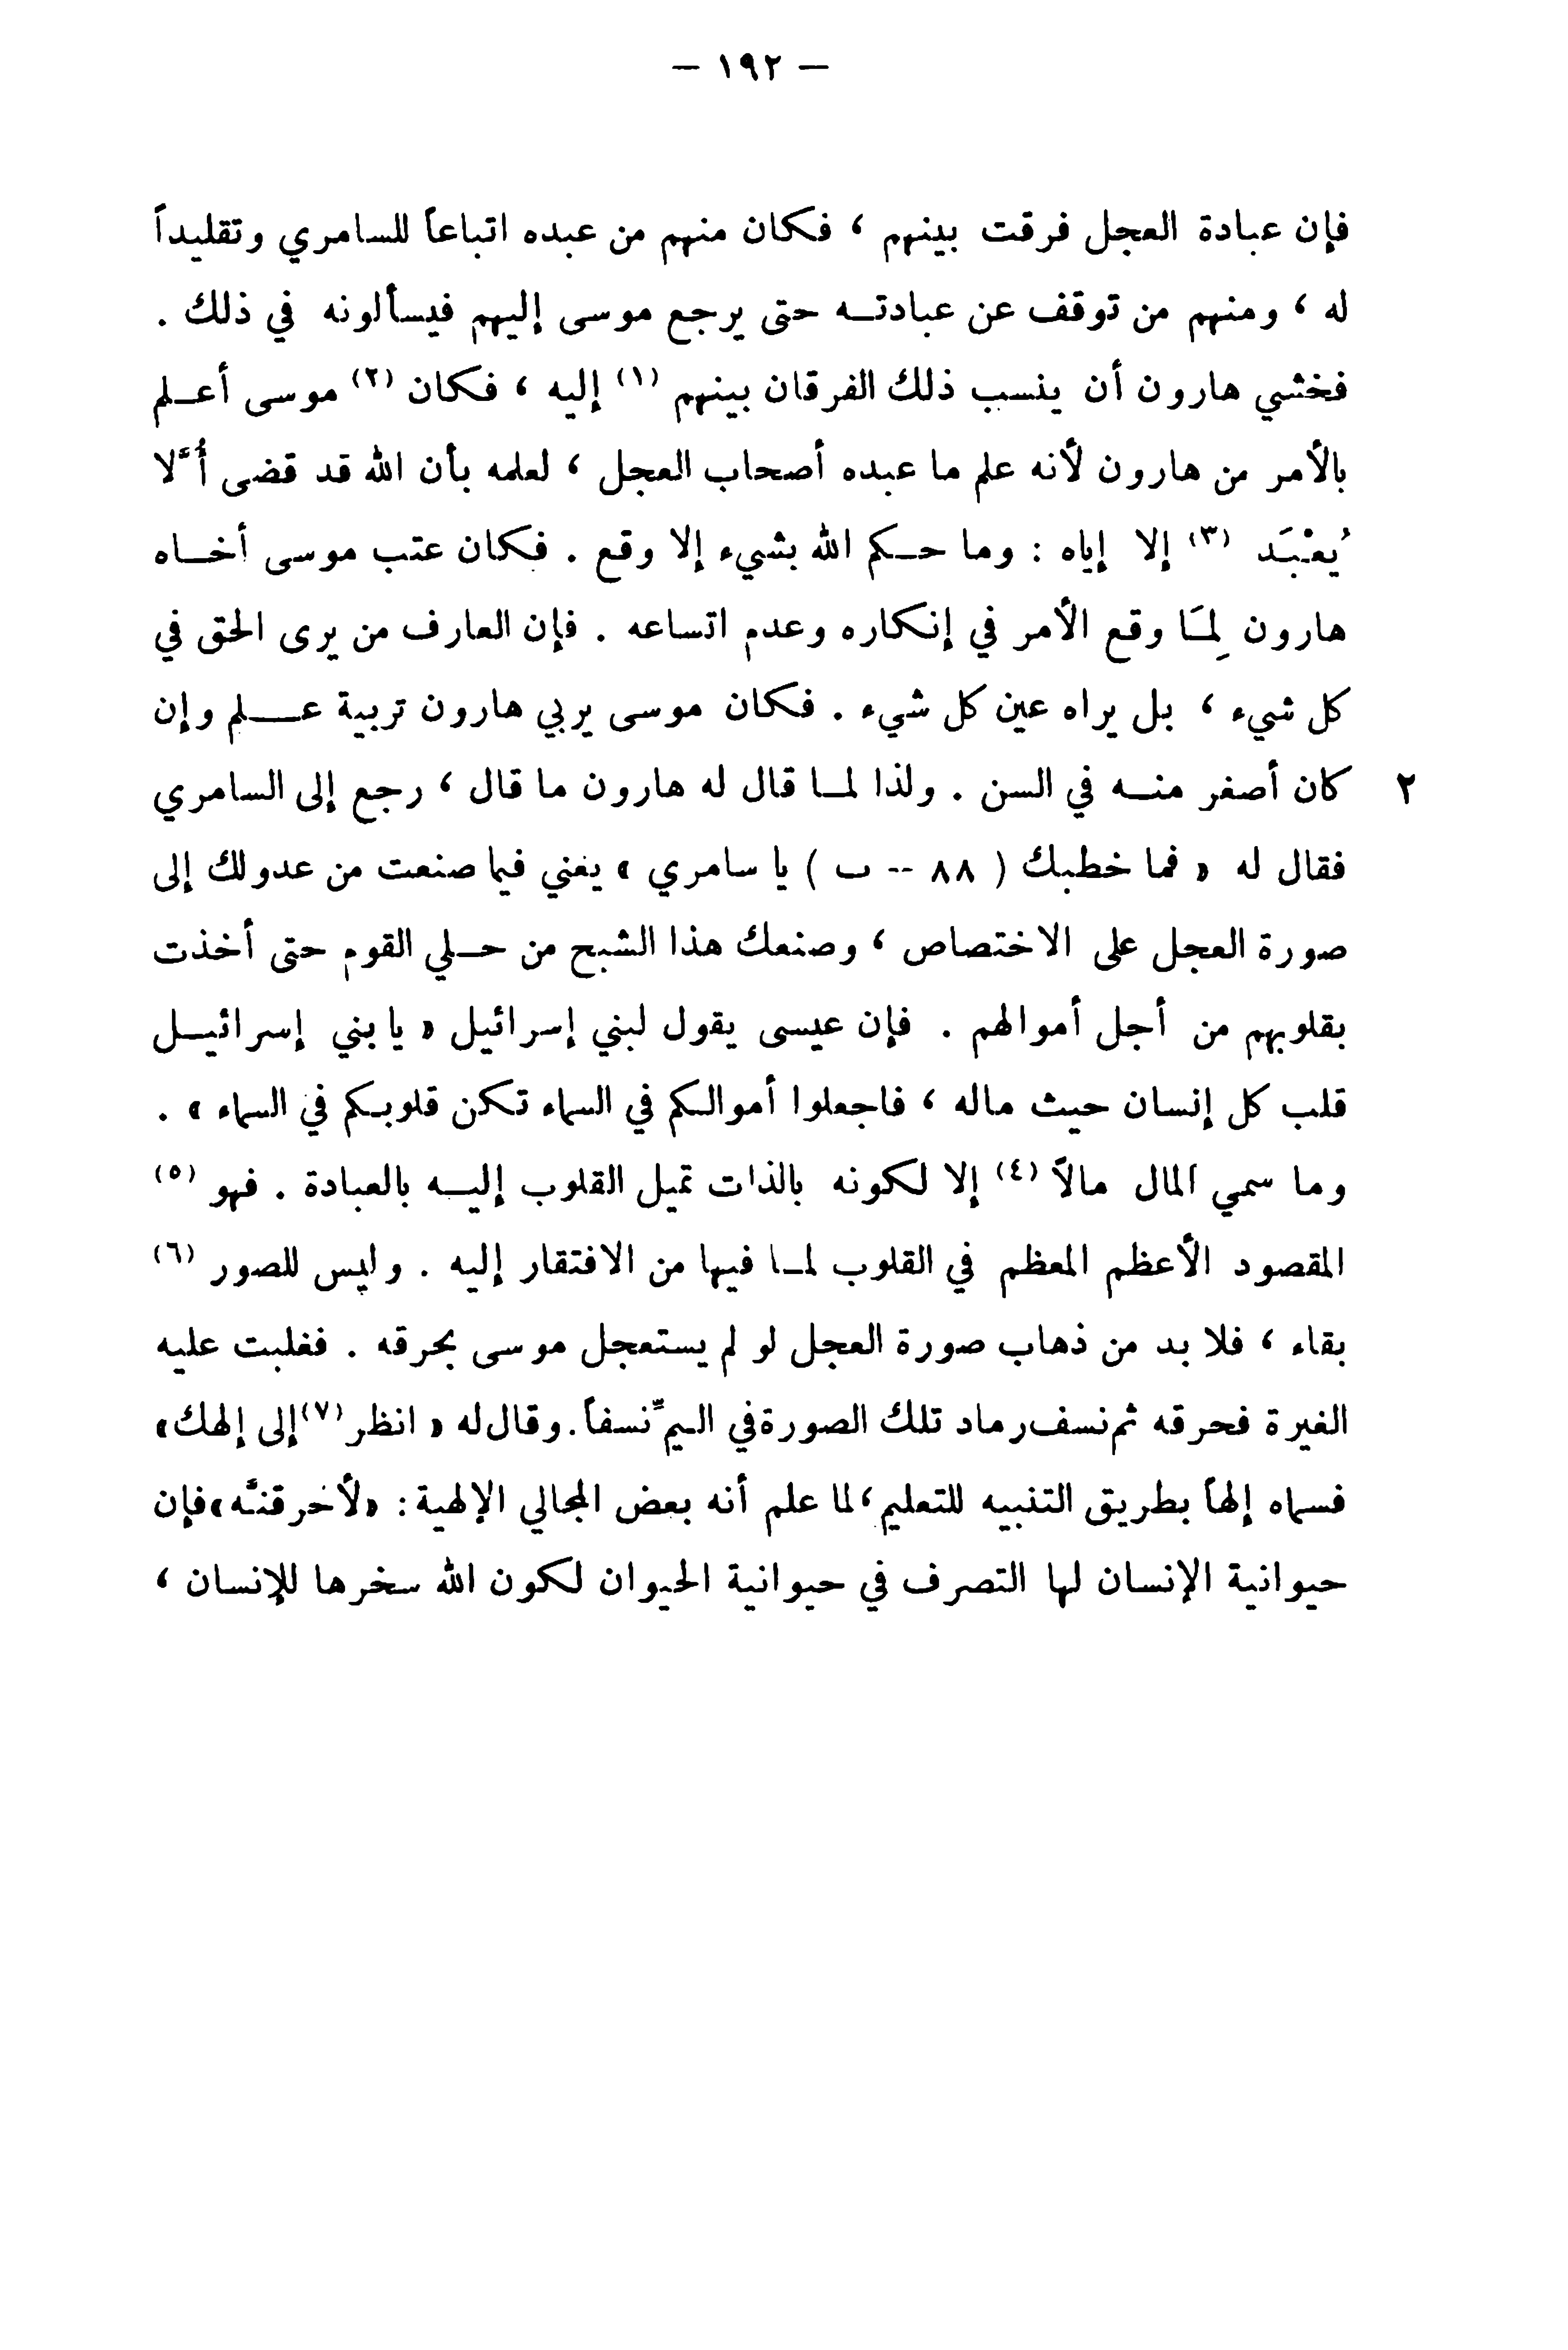 — ١٩٢ —
فإن عبادة العجل فرقت بينهم ، فكان منهم من عبده اتباعاً للسامري وتقليداً
له ، ومنهم من توقف عن عبادته حتى يرجع موسى إليهم فيسألونه في ذلك .
فخشي هارون أن ينسب ذلك الفرقان بينهم (١) إليه ، فكان (٢) موسى أعلم
بالأمر من هارون لأنه علم ما عبده أصحاب العجل ، لعلمه بأن الله قد قضى أَلَّا
يُعْبَد (٣) إلا إياه : وما حكم الله بشيء إلا وقع . فكان عتب موسى أخاه
هارون لِمَا وقع الأمر في إنكاره وعدم اتساعه . فإن العارف من يرى الحق في
كل شيء ، بل يراه عين كل شيء . فكان موسى يربي هارون تربية علم وإن
٢ كان أصغر منه في السن . ولذا لما قال له هارون ما قال ، رجع إلى السامري
فقال له « فما خطبك ( ٨٨ -- ب ) يا سامري » يعني فيما صنعت من عدولك إلى
صورة العجل على الاختصاص ، وصنعك هذا الشبح من حلي القوم حتى أخذت
بقلوبهم من أجل أموالهم . فإن عيسى يقول لبني إسرائيل « يا بني إسرائيل
قلب كل إنسان حيث ماله ، فاجعلوا أموالكم في السماء تكن قلوبكم في السماء » .
وما سمي المال مالاً (٤) إلا لكونه بالذات تميل القلوب إليه بالعبادة . فهو (٥)
المقصود الأعظم المعظم في القلوب لما فيها من الافتقار إليه . وليس للصور (٦)
بقاء ، فلا بد من ذهاب صورة العجل لو لم يستعجل موسى بحرقه . فغلبت عليه
الغيرة فحرقه ثم نسف رماد تلك الصورة في اليمّ نسفاً . وقال له « انظر (٧) إلى إلهك »
فسماه إلهاً بطريق التنبيه للتعليم ، لما علم أنه بعض المجالي الإلهية : « لأحرقنَّه » فإن
حيوانية الإنسان لها التصرف في حيوانية الحيوان لكون الله سخرها للإنسان ،